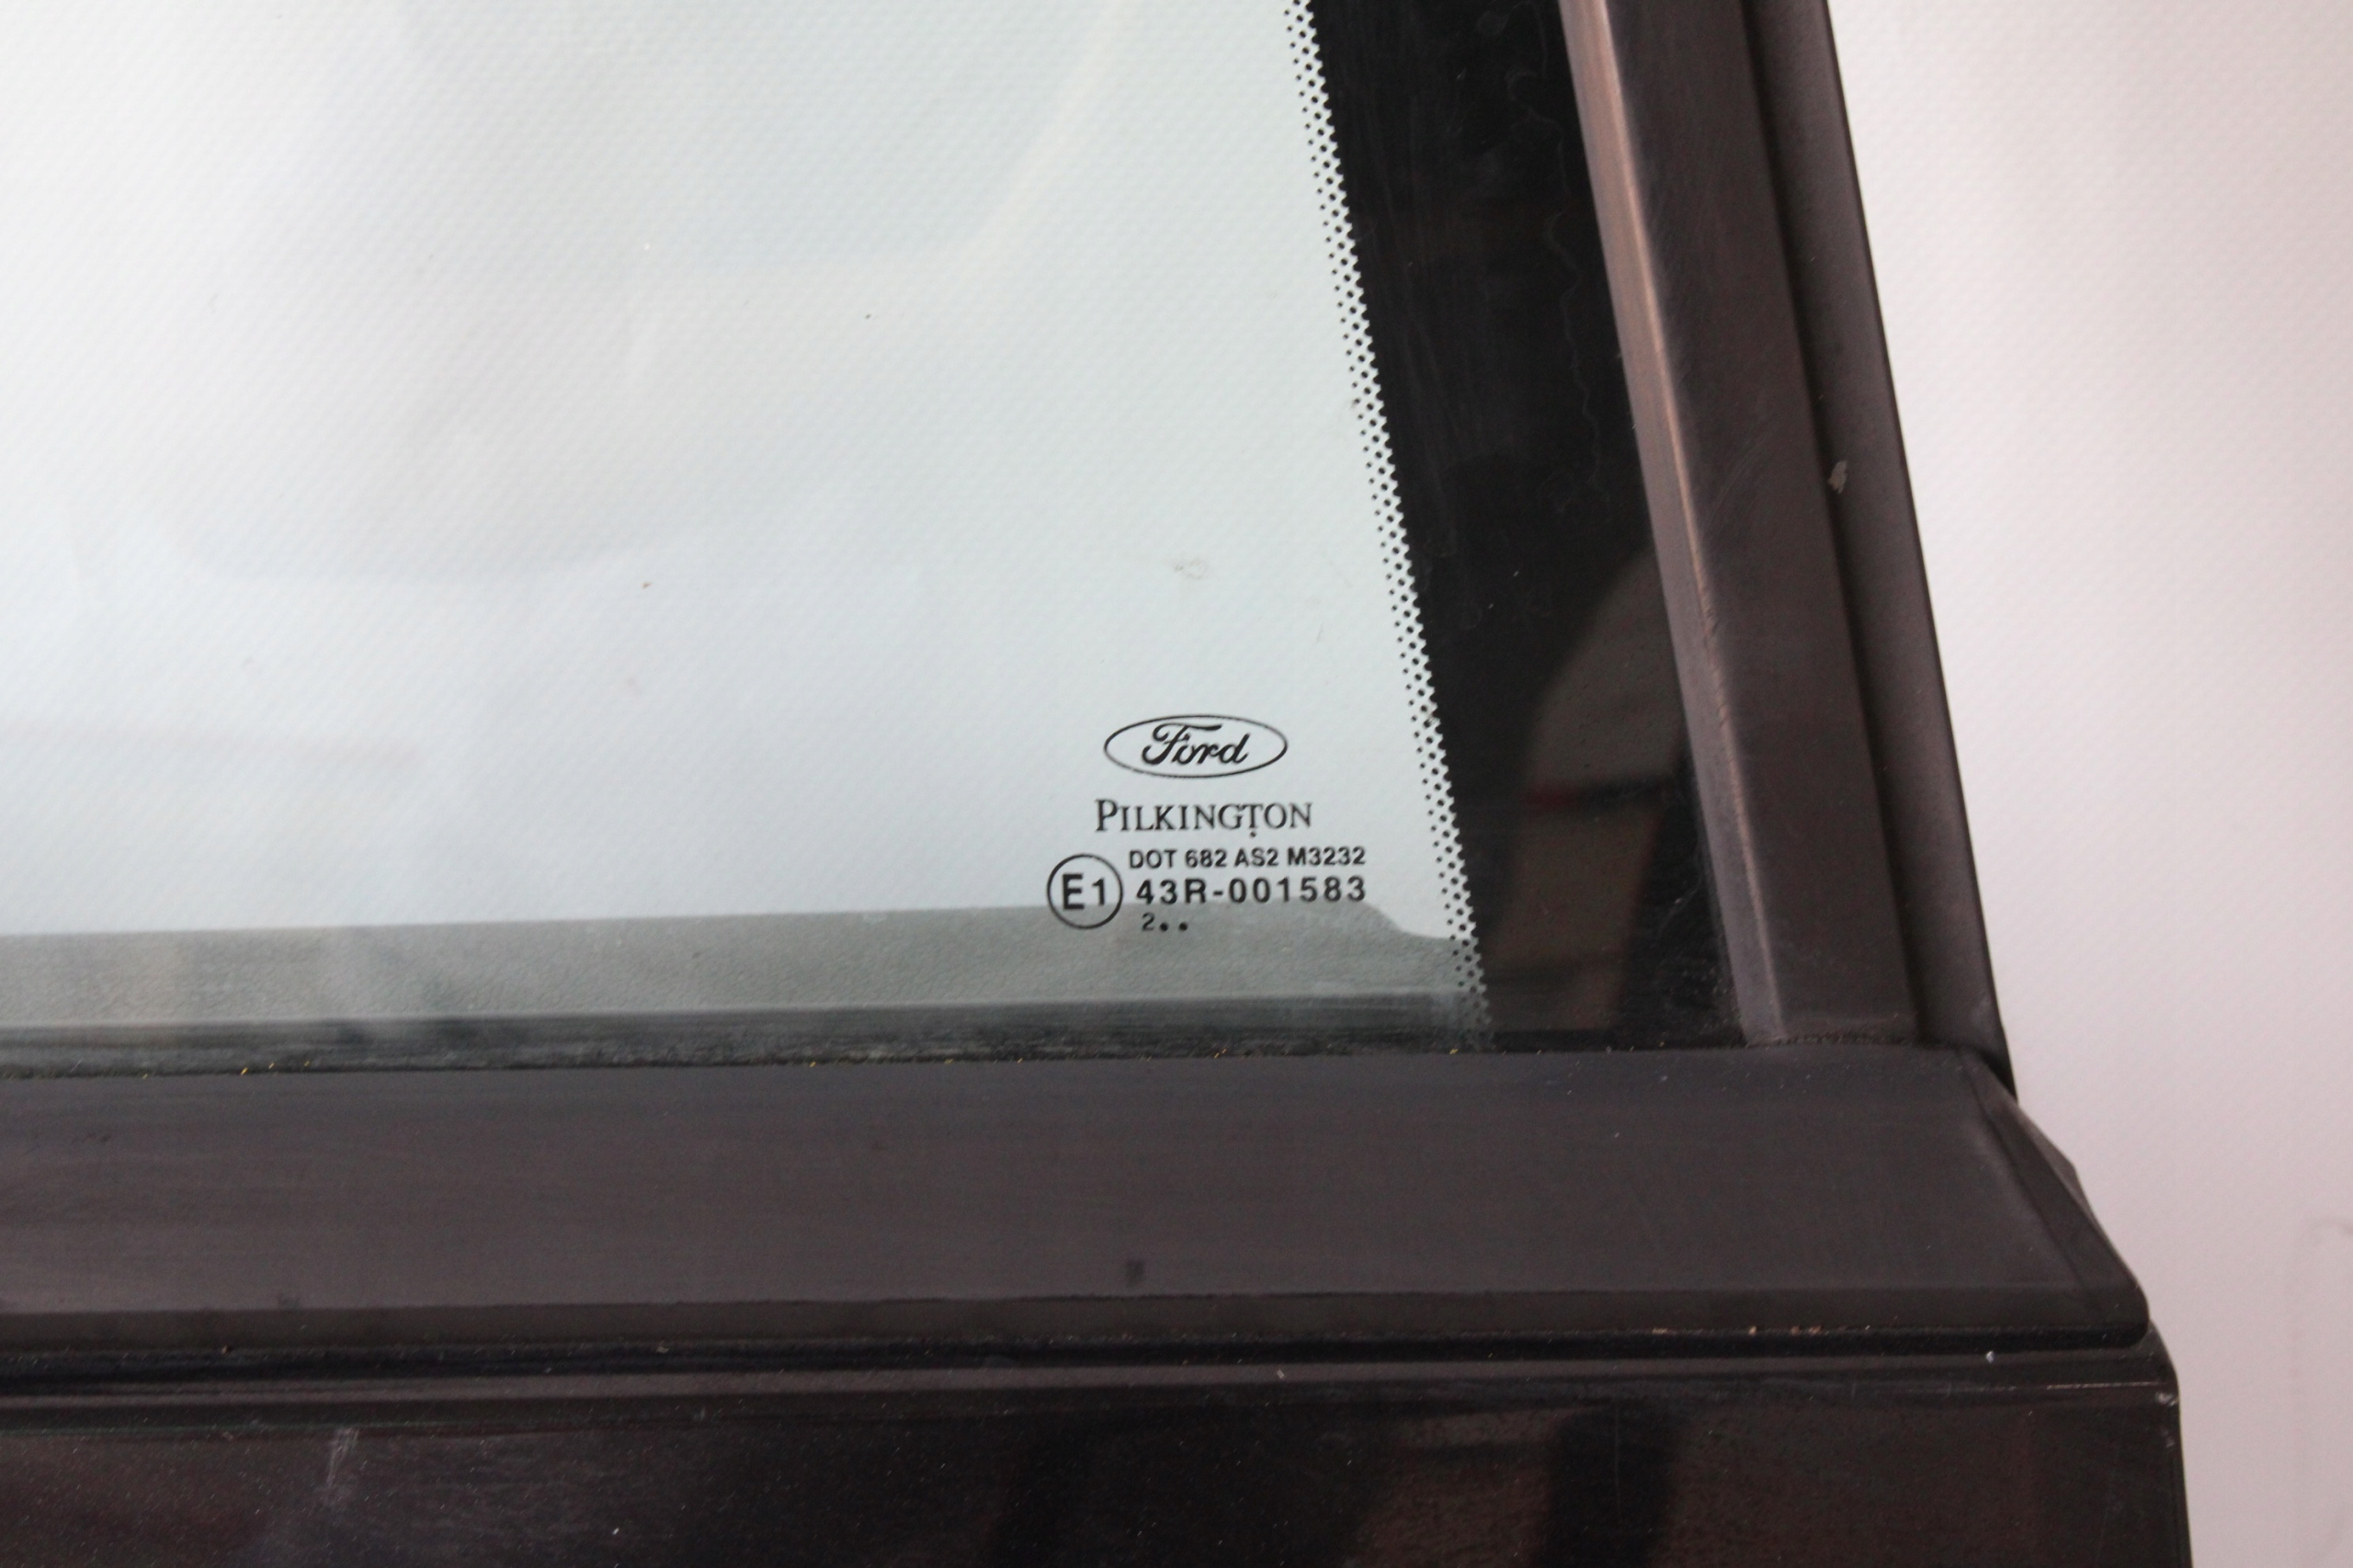 Ford
PILKINGTON
DOT 682 AS2 M3232
E1 43R-001583
2..